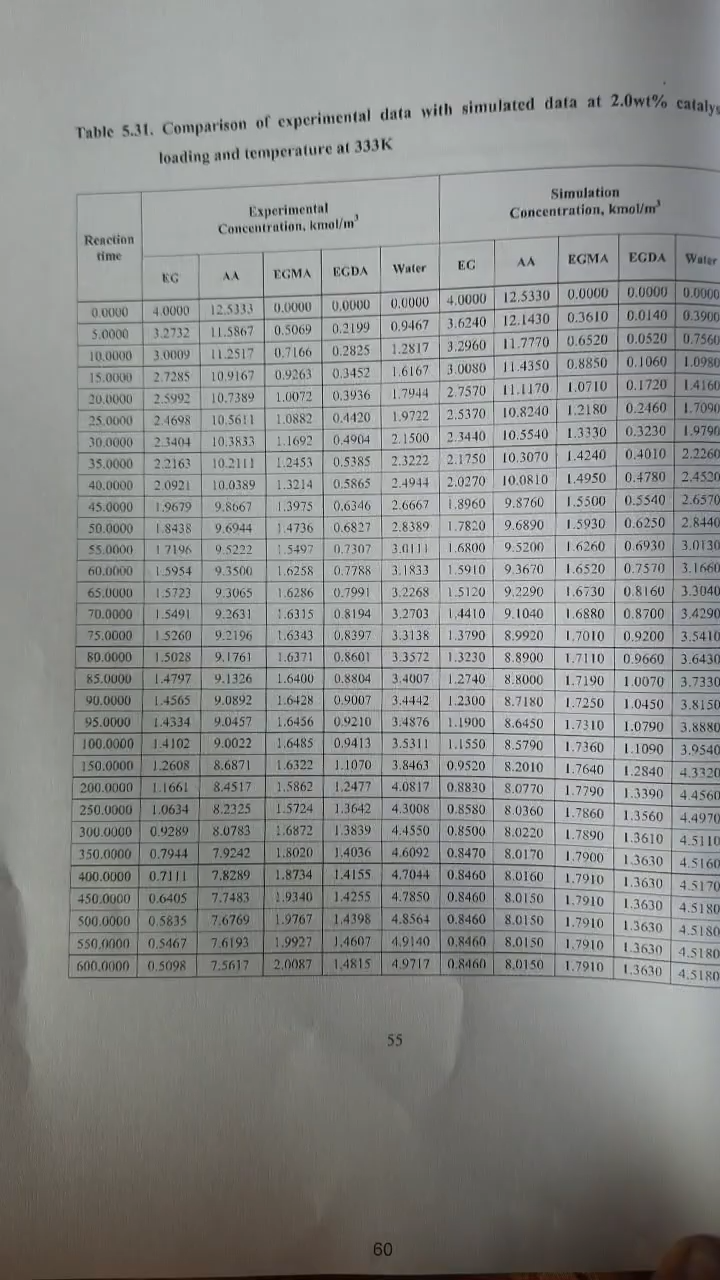 Table 5.31. Comparison of experimental data with simulated data at 2.0wt% catalys
loading and temperature at 333K
Reaction time Experimental Concentration, kmol/m³ Simulation Concentration, kmol/m³
EG AA EGMA EGDA Water EG AA EGMA EGDA Water
0.0000 4.0000 12.5333 0.0000 0.0000 0.0000 4.0000 12.5330 0.0000 0.0000 0.0000
5.0000 3.2732 11.5867 0.5069 0.2199 0.9467 3.6240 12.1430 0.3610 0.0140 0.3900
10.0000 3.0009 11.2517 0.7166 0.2825 1.2817 3.2960 11.7770 0.6520 0.0520 0.7560
15.0000 2.7285 10.9167 0.9263 0.3452 1.6167 3.0080 11.4350 0.8850 0.1060 1.0980
20.0000 2.5992 10.7389 1.0072 0.3936 1.7944 2.7570 11.1170 1.0710 0.1720 1.4160
25.0000 2.4698 10.5611 1.0882 0.4420 1.9722 2.5370 10.8240 1.2180 0.2460 1.7090
30.0000 2.3404 10.3833 1.1692 0.4904 2.1500 2.3440 10.5540 1.3330 0.3230 1.9790
35.0000 2.2163 10.2111 1.2453 0.5385 2.3222 2.1750 10.3070 1.4240 0.4010 2.2260
40.0000 2.0921 10.0389 1.3214 0.5865 2.4944 2.0270 10.0810 1.4950 0.4780 2.4520
45.0000 1.9679 9.8667 1.3975 0.6346 2.6667 1.8960 9.8760 1.5500 0.5540 2.6570
50.0000 1.8438 9.6944 1.4736 0.6827 2.8389 1.7820 9.6890 1.5930 0.6250 2.8440
55.0000 1.7196 9.5222 1.5497 0.7307 3.0111 1.6800 9.5200 1.6260 0.6930 3.0130
60.0000 1.5954 9.3500 1.6258 0.7788 3.1833 1.5910 9.3670 1.6520 0.7570 3.1660
65.0000 1.5723 9.3065 1.6286 0.7991 3.2268 1.5120 9.2290 1.6730 0.8160 3.3040
70.0000 1.5491 9.2631 1.6315 0.8194 3.2703 1.4410 9.1040 1.6880 0.8700 3.4290
75.0000 1.5260 9.2196 1.6343 0.8397 3.3138 1.3790 8.9920 1.7010 0.9200 3.5410
80.0000 1.5028 9.1761 1.6371 0.8601 3.3572 1.3230 8.8900 1.7110 0.9660 3.6430
85.0000 1.4797 9.1326 1.6400 0.8804 3.4007 1.2740 8.8000 1.7190 1.0070 3.7330
90.0000 1.4565 9.0892 1.6428 0.9007 3.4442 1.2300 8.7180 1.7250 1.0450 3.8150
95.0000 1.4334 9.0457 1.6456 0.9210 3.4876 1.1900 8.6450 1.7310 1.0790 3.8880
100.0000 1.4102 9.0022 1.6485 0.9413 3.5311 1.1550 8.5790 1.7360 1.1090 3.9540
150.0000 1.2608 8.6871 1.6322 1.1070 3.8463 0.9520 8.2010 1.7640 1.2840 4.3320
200.0000 1.1661 8.4517 1.5862 1.2477 4.0817 0.8830 8.0770 1.7790 1.3390 4.4560
250.0000 1.0634 8.2325 1.5724 1.3642 4.3008 0.8580 8.0360 1.7860 1.3560 4.4970
300.0000 0.9289 8.0783 1.6872 1.3839 4.4550 0.8500 8.0220 1.7890 1.3610 4.5110
350.0000 0.7944 7.9242 1.8020 1.4036 4.6092 0.8470 8.0170 1.7900 1.3630 4.5160
400.0000 0.7111 7.8289 1.8734 1.4155 4.7044 0.8460 8.0160 1.7910 1.3630 4.5170
450.0000 0.6405 7.7483 1.9340 1.4255 4.7850 0.8460 8.0150 1.7910 1.3630 4.5180
500.0000 0.5835 7.6769 1.9767 1.4398 4.8564 0.8460 8.0150 1.7910 1.3630 4.5180
550.0000 0.5467 7.6193 1.9927 1.4607 4.9140 0.8460 8.0150 1.7910 1.3630 4.5180
600.0000 0.5098 7.5617 2.0087 1.4815 4.9717 0.8460 8.0150 1.7910 1.3630 4.5180
55
60